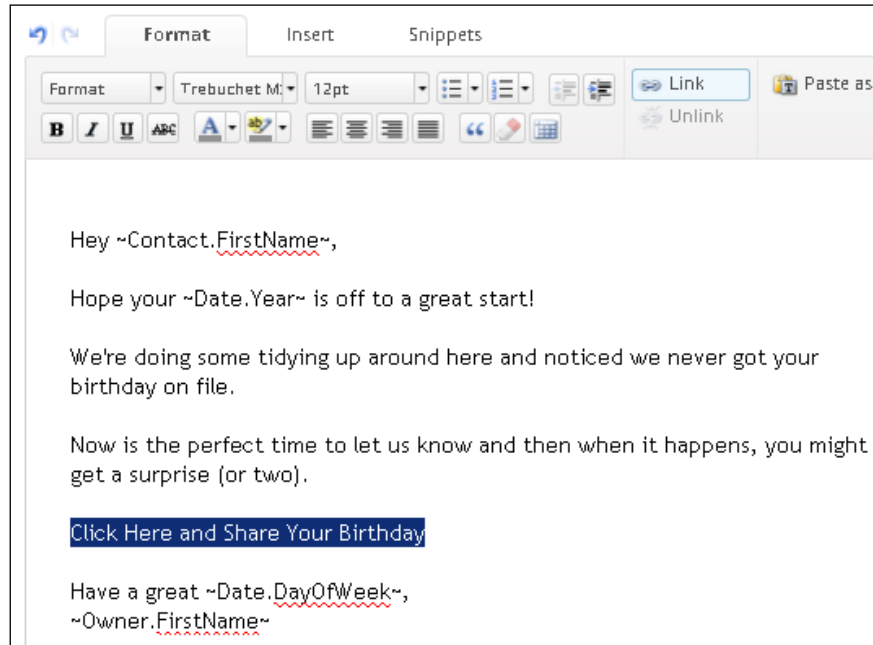 Format Insert Snippets
Format Trebuchet M 12pt Link Paste as
B I U ABC A ab Unlink
Hey ~Contact.FirstName~,
Hope your ~Date.Year~ is off to a great start!
We're doing some tidying up around here and noticed we never got your
birthday on file.
Now is the perfect time to let us know and then when it happens, you might
get a surprise (or two).
Click Here and Share Your Birthday
Have a great ~Date.DayOfWeek~,
~Owner.FirstName~